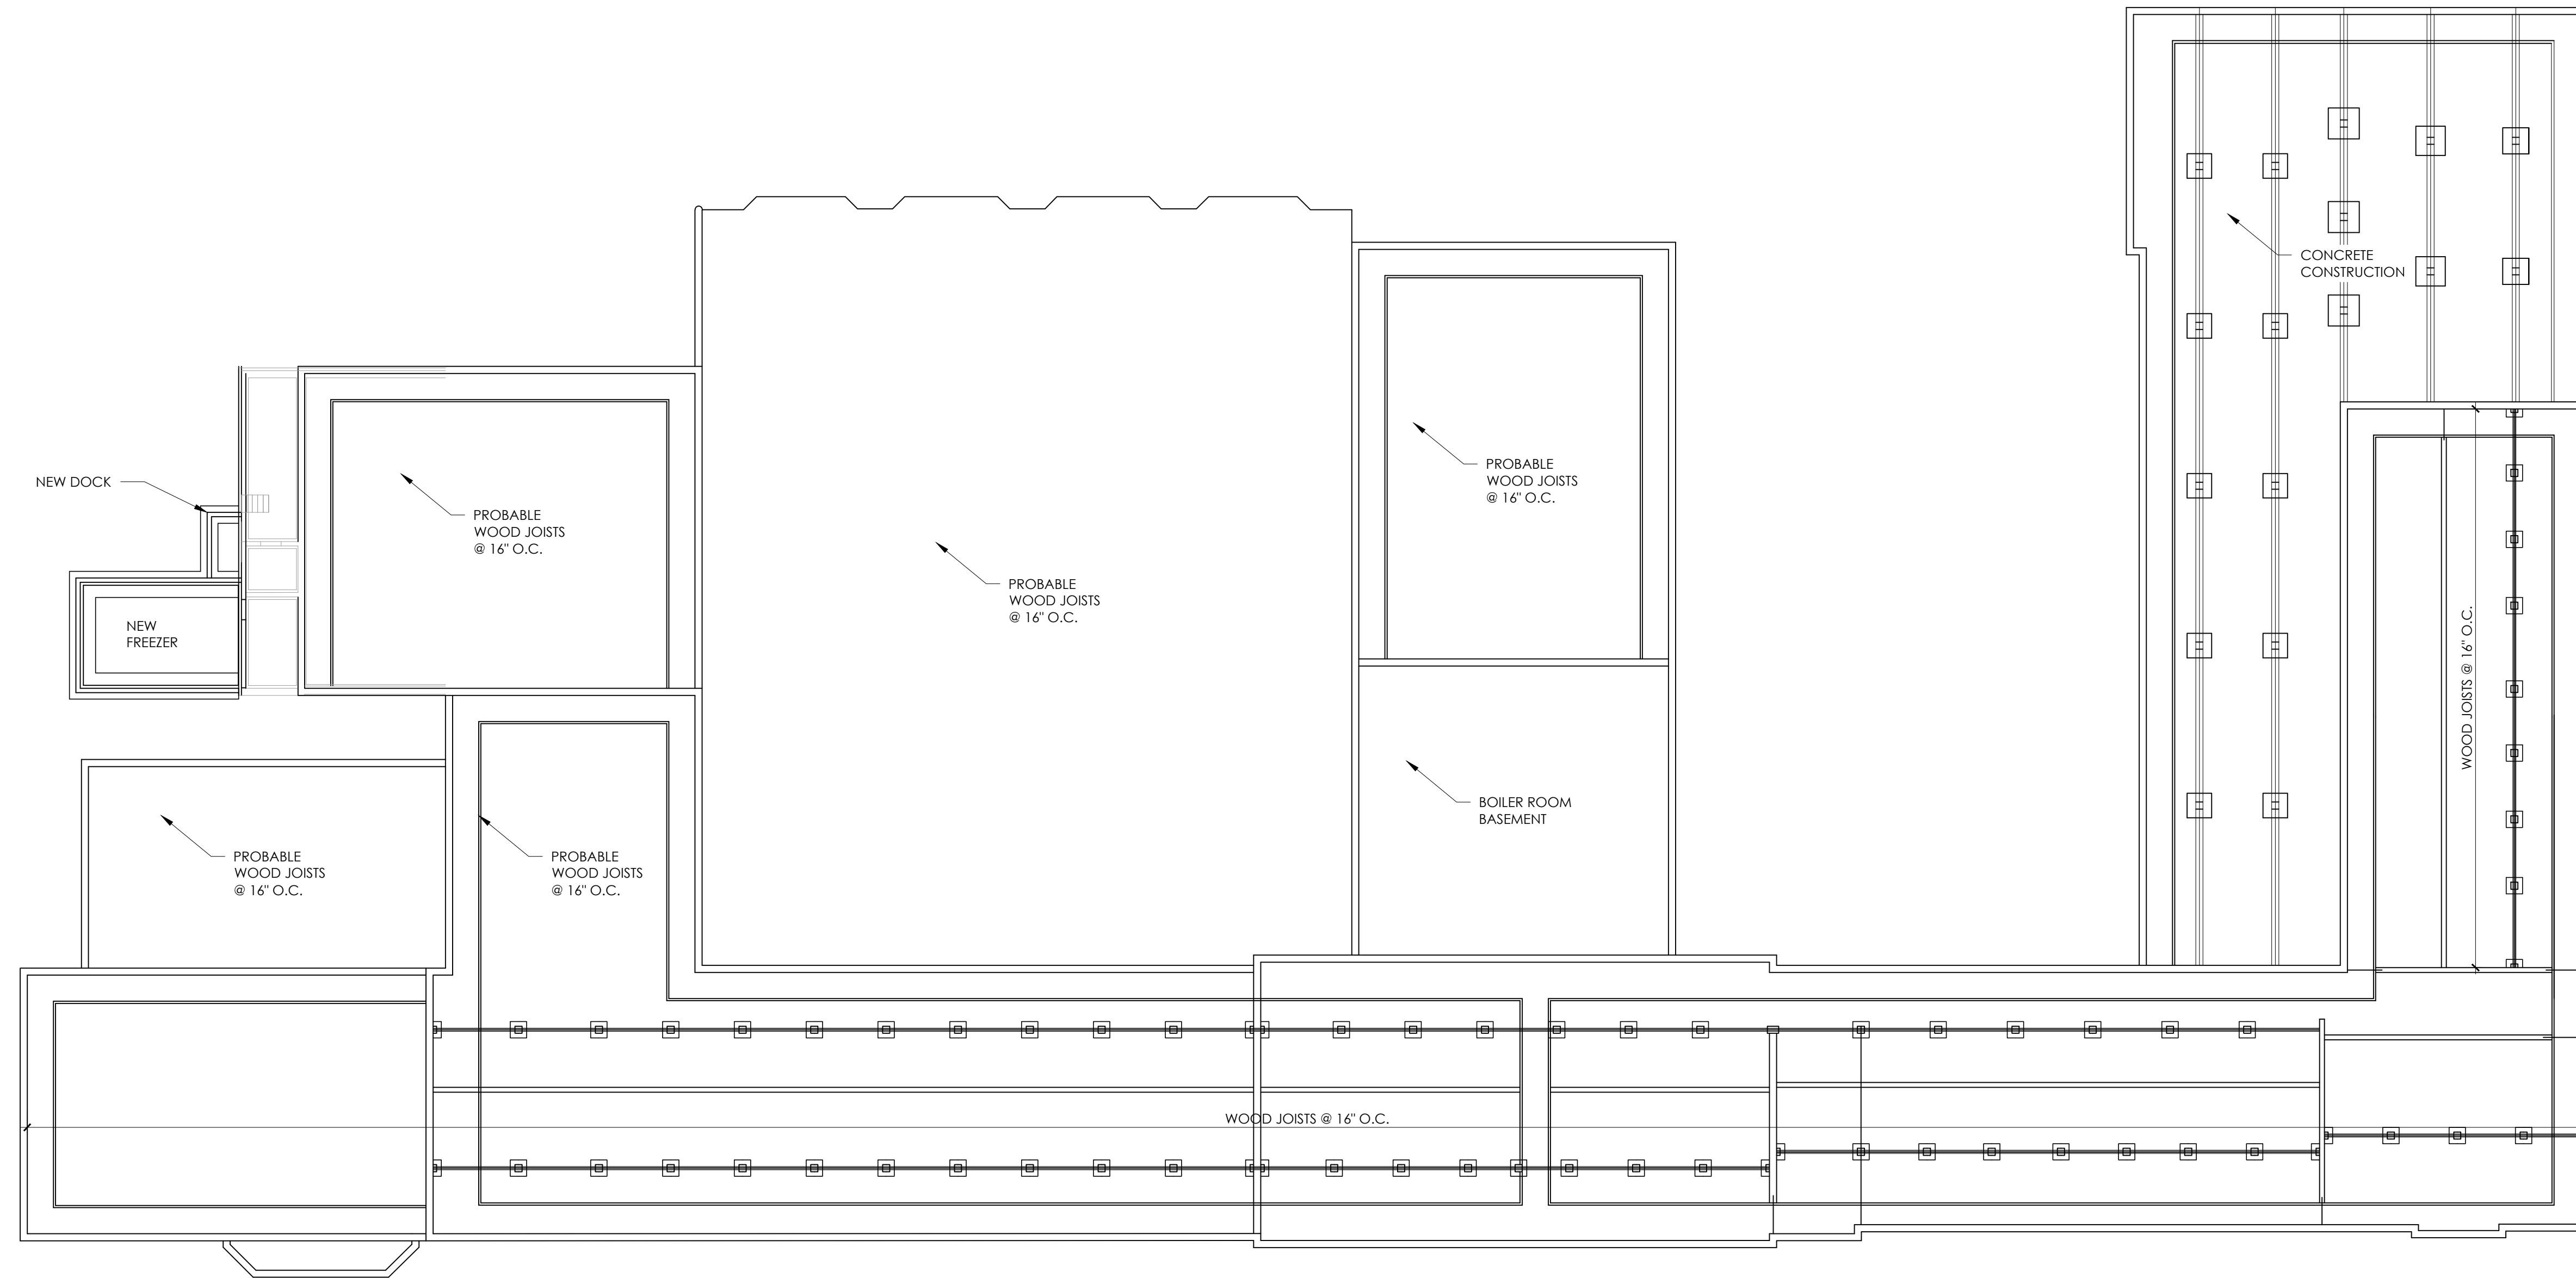 CONCRETE
CONSTRUCTION
PROBABLE
WOOD JOISTS
@ 16" O.C.
NEW DOCK
PROBABLE
WOOD JOISTS
@ 16" O.C.
PROBABLE
WOOD JOISTS
@ 16" O.C.
NEW
FREEZER
WOOD JOISTS @ 16" O.C.
BOILER ROOM
BASEMENT
PROBABLE
WOOD JOISTS
@ 16" O.C.
PROBABLE
WOOD JOISTS
@ 16" O.C.
WOOD JOISTS @ 16" O.C.